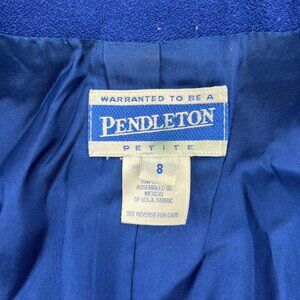 WARRANTED TO BE A
PENDLETON
PETITE
8
ASSEMBLED IN
MEXICO
OF U.S.A. FABRIC
SEE REVERSE FOR CARE